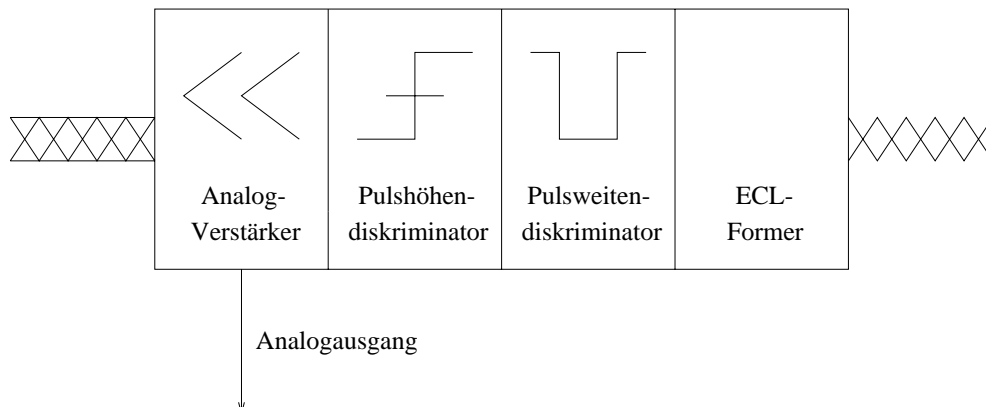 Analog-
Verstärker
Pulshöhen-
diskriminator
Pulsweiten-
diskriminator
ECL-
Former
Analogausgang